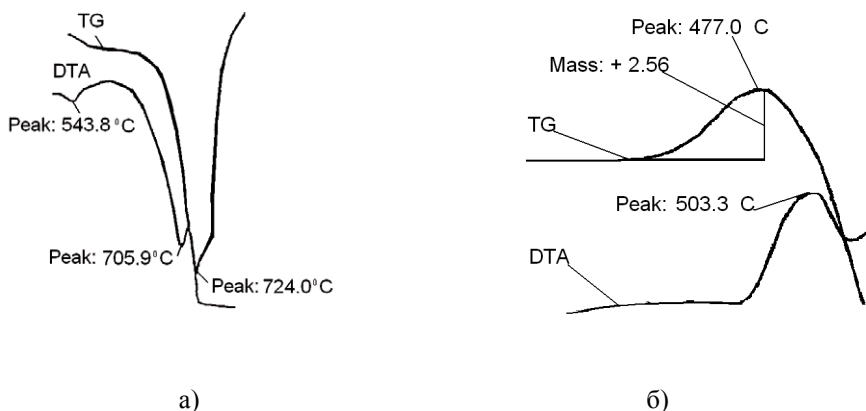 TG
DTA
Peak: 543.8 °C
Peak: 705.9°C
Peak: 724.0°C
а)
Peak: 477.0 C
Mass: + 2.56
TG
Peak: 503.3 C
DTA
б)